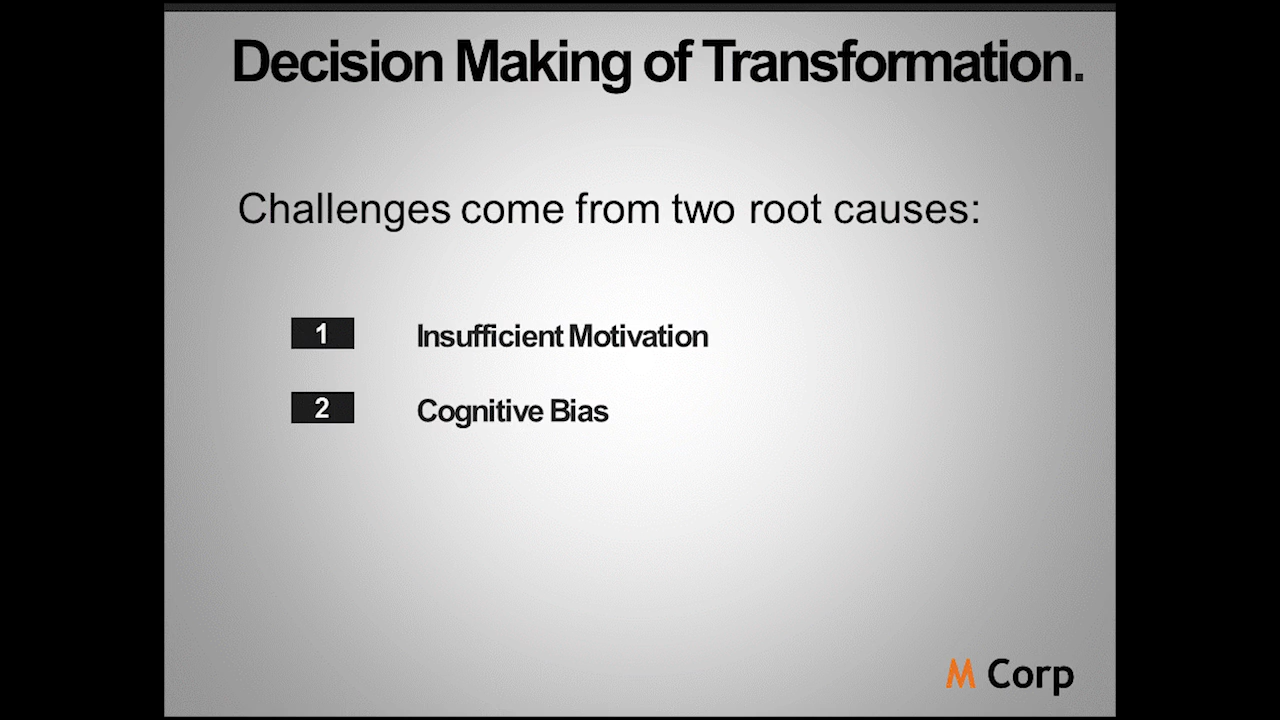 Decision Making of Transformation.
Challenges come from two root causes:
1 Insufficient Motivation
2 Cognitive Bias
M Corp